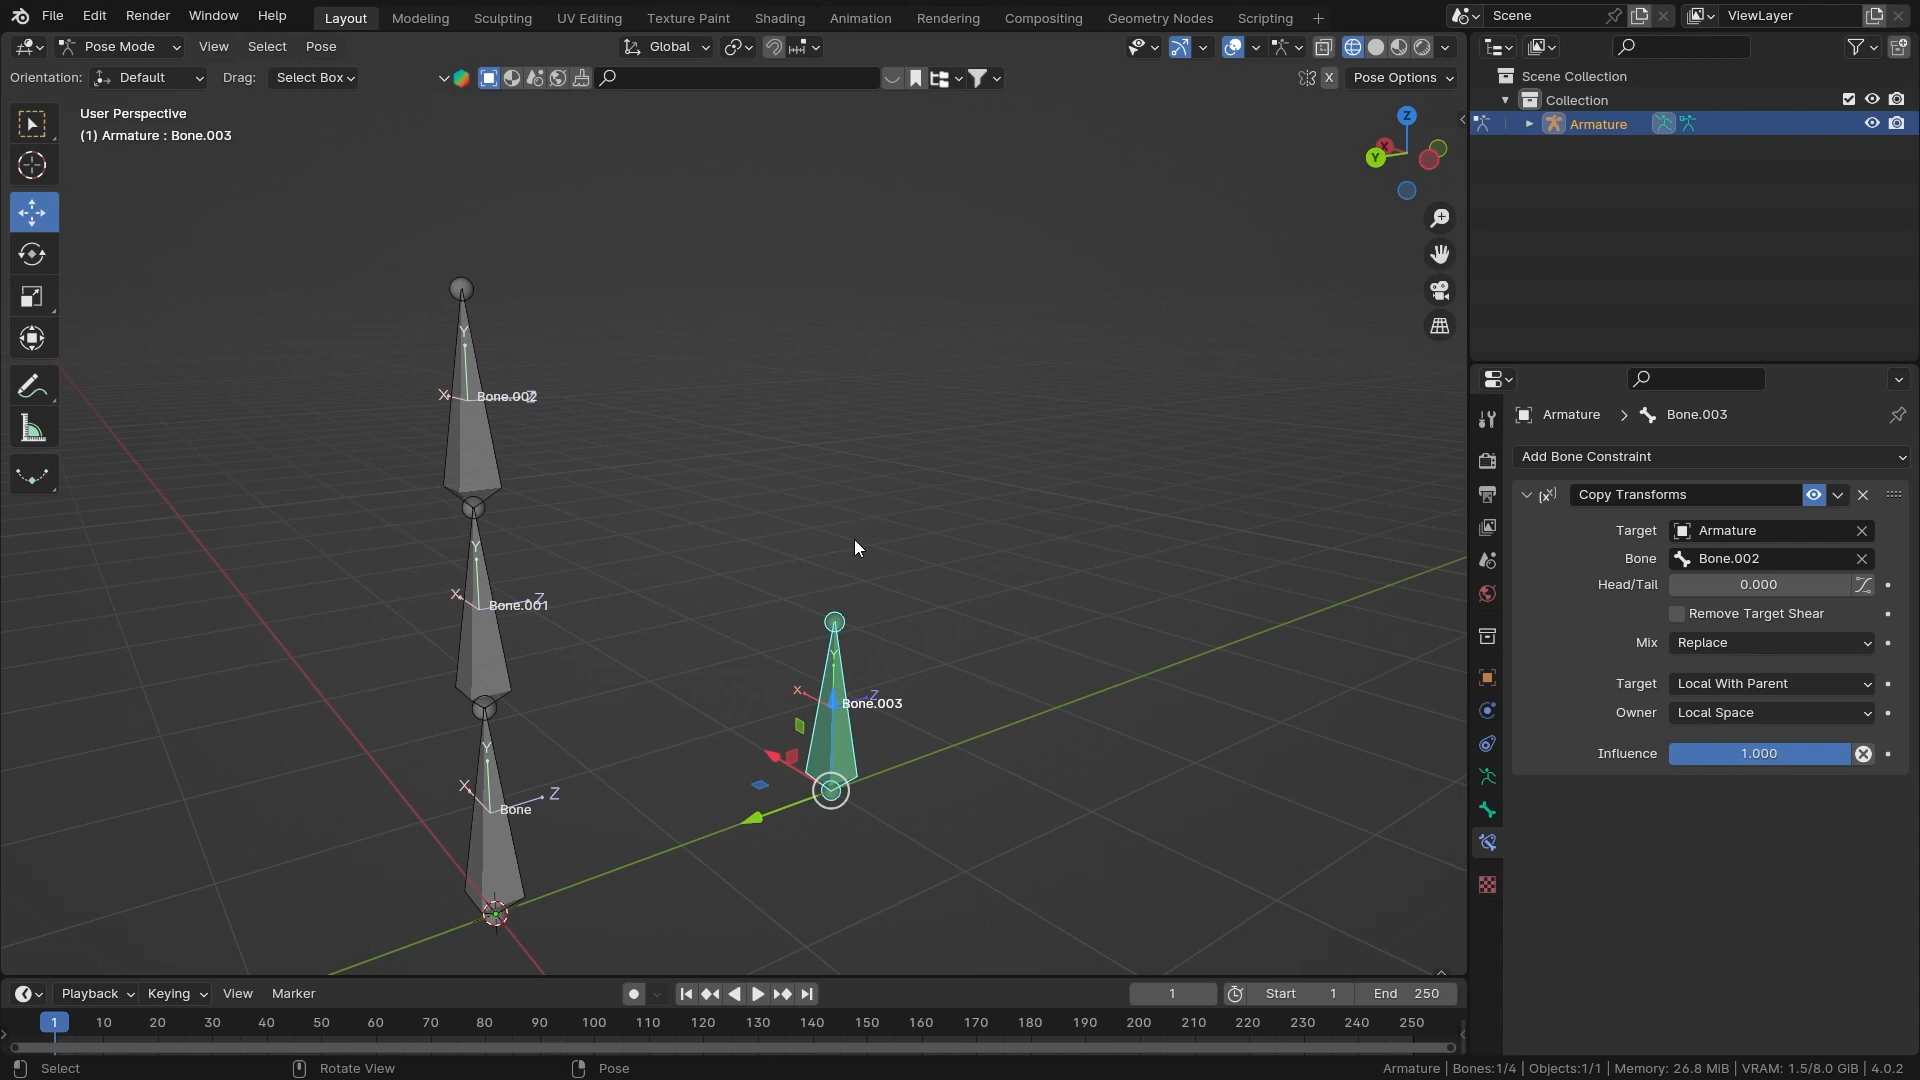 File Edit Render Window Help Layout Modeling Sculpting UV Editing Texture Paint Shading Animation Rendering Compositing Geometry Nodes Scripting + Scene ViewLayer
Pose Mode View Select Pose Global
Orientation: Default Drag: Select Box X Pose Options
User Perspective
(1) Armature : Bone.003
Z
X
Y
Y
X Bone.002 Z
Y
X Bone.001 Z
Y
X Bone.003 Z
Y
X Z
Bone
Scene Collection
Collection
Armature
Armature > Bone.003
Add Bone Constraint
Copy Transforms
Target Armature
Bone Bone.002
Head/Tail 0.000
Remove Target Shear
Mix Replace
Target Local With Parent
Owner Local Space
Influence 1.000
Playback Keying View Marker 1 Start 1 End 250
1 10 20 30 40 50 60 70 80 90 100 110 120 130 140 150 160 170 180 190 200 210 220 230 240 250
Select Rotate View Pose Armature | Bones:1/4 | Objects:1/1 | Memory: 26.8 MiB | VRAM: 1.5/8.0 GiB | 4.0.2